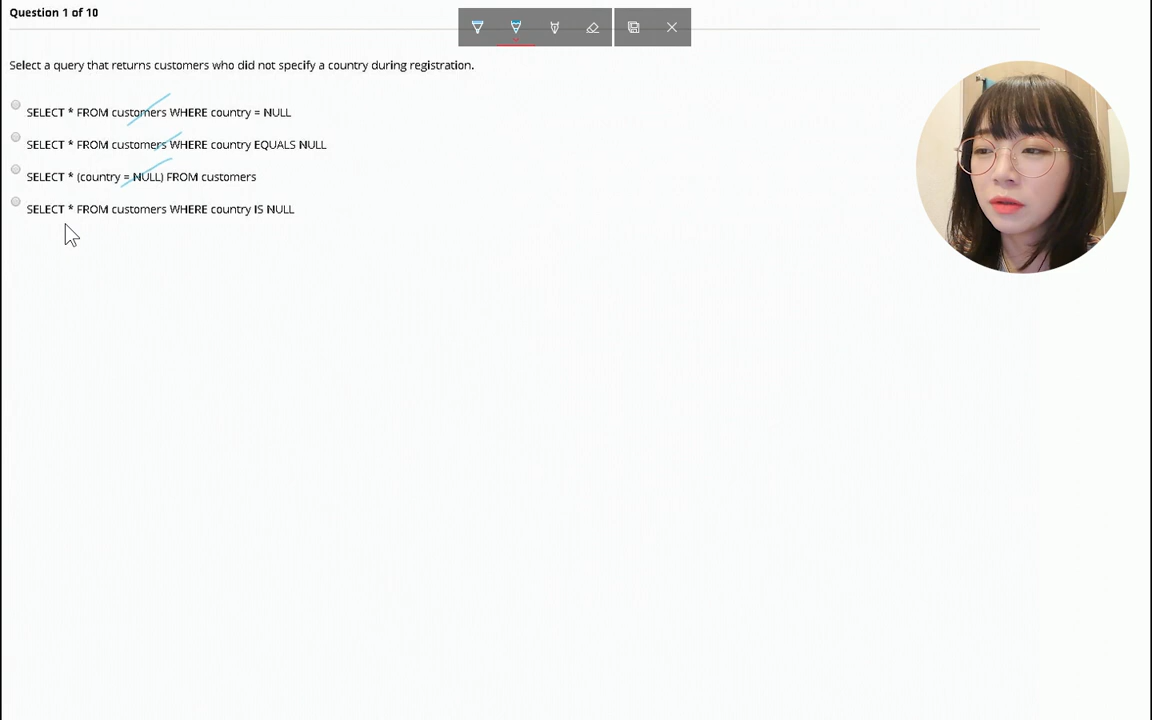 Question 1 of 10
Select a query that returns customers who did not specify a country during registration.
SELECT * FROM customers WHERE country = NULL
SELECT * FROM customers WHERE country EQUALS NULL
SELECT * (country = NULL) FROM customers
SELECT * FROM customers WHERE country IS NULL